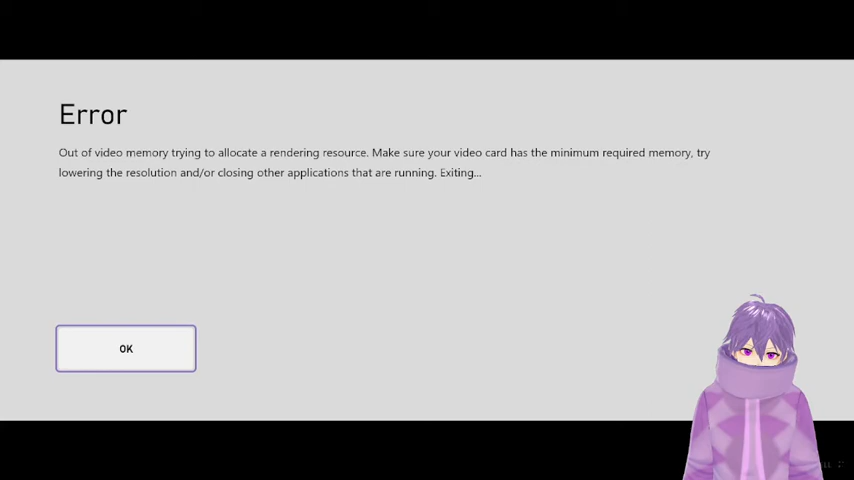 Error
Out of video memory trying to allocate a rendering resource. Make sure your video card has the minimum required memory, try
lowering the resolution and/or closing other applications that are running. Exiting...
OK